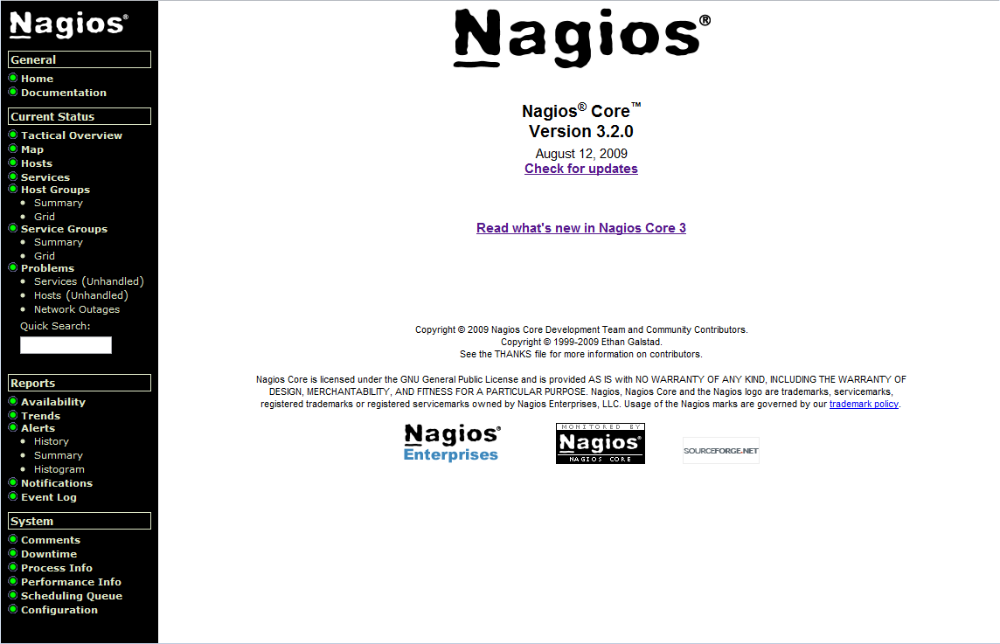 Nagios®
General
Home
Documentation
Current Status
Tactical Overview
Map
Hosts
Services
Host Groups
Summary
Grid
Service Groups
Summary
Grid
Problems
Services (Unhandled)
Hosts (Unhandled)
Network Outages
Quick Search:
Reports
Availability
Trends
Alerts
History
Summary
Histogram
Notifications
Event Log
System
Comments
Downtime
Process Info
Performance Info
Scheduling Queue
Configuration
Nagios®
Nagios® Core™
Version 3.2.0
August 12, 2009
Check for updates
Read what's new in Nagios Core 3
Copyright © 2009 Nagios Core Development Team and Community Contributors.
Copyright © 1999-2009 Ethan Galstad.
See the THANKS file for more information on contributors.
Nagios Core is licensed under the GNU General Public License and is provided AS IS with NO WARRANTY OF ANY KIND, INCLUDING THE WARRANTY OF
DESIGN, MERCHANTABILITY, AND FITNESS FOR A PARTICULAR PURPOSE. Nagios, Nagios Core and the Nagios logo are trademarks, servicemarks,
registered trademarks or registered servicemarks owned by Nagios Enterprises, LLC. Usage of the Nagios marks are governed by our trademark policy.
Nagios®
Enterprises
MONITORED BY
Nagios®
NAGIOS CORE
SOURCEFORGE.NET